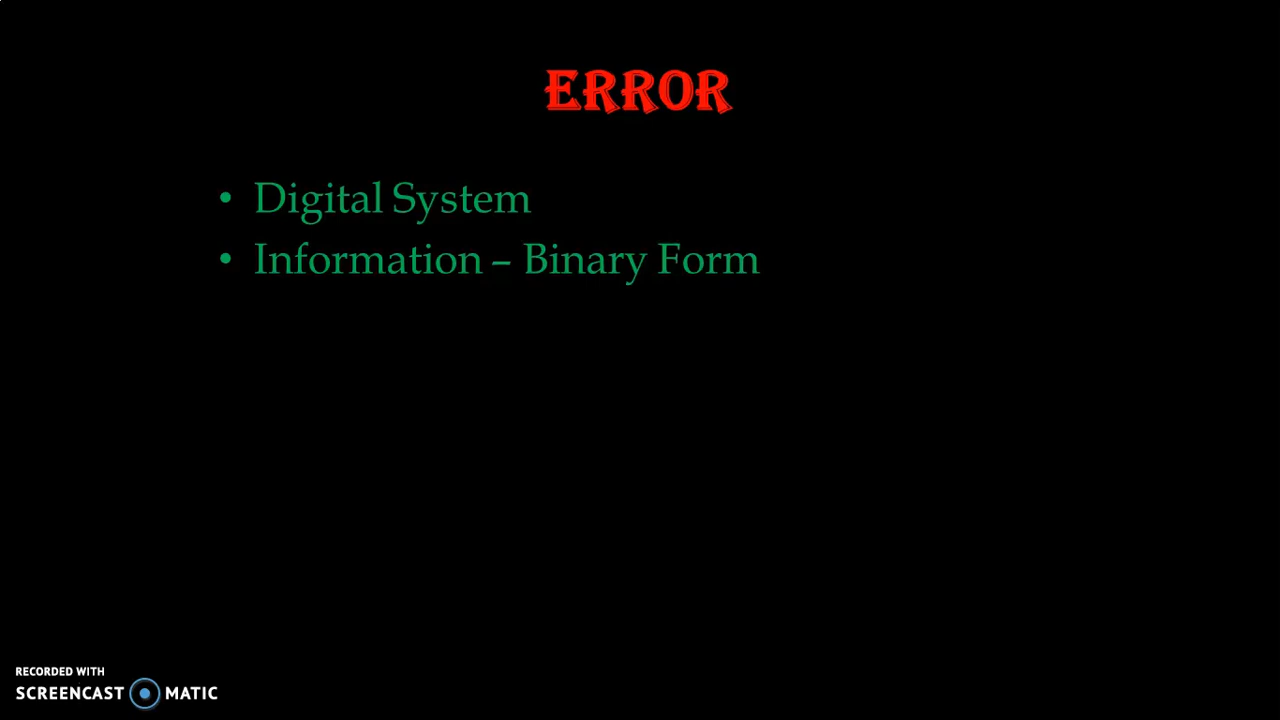 ERROR
• Digital System
• Information – Binary Form
RECORDED WITH
SCREENCAST MATIC